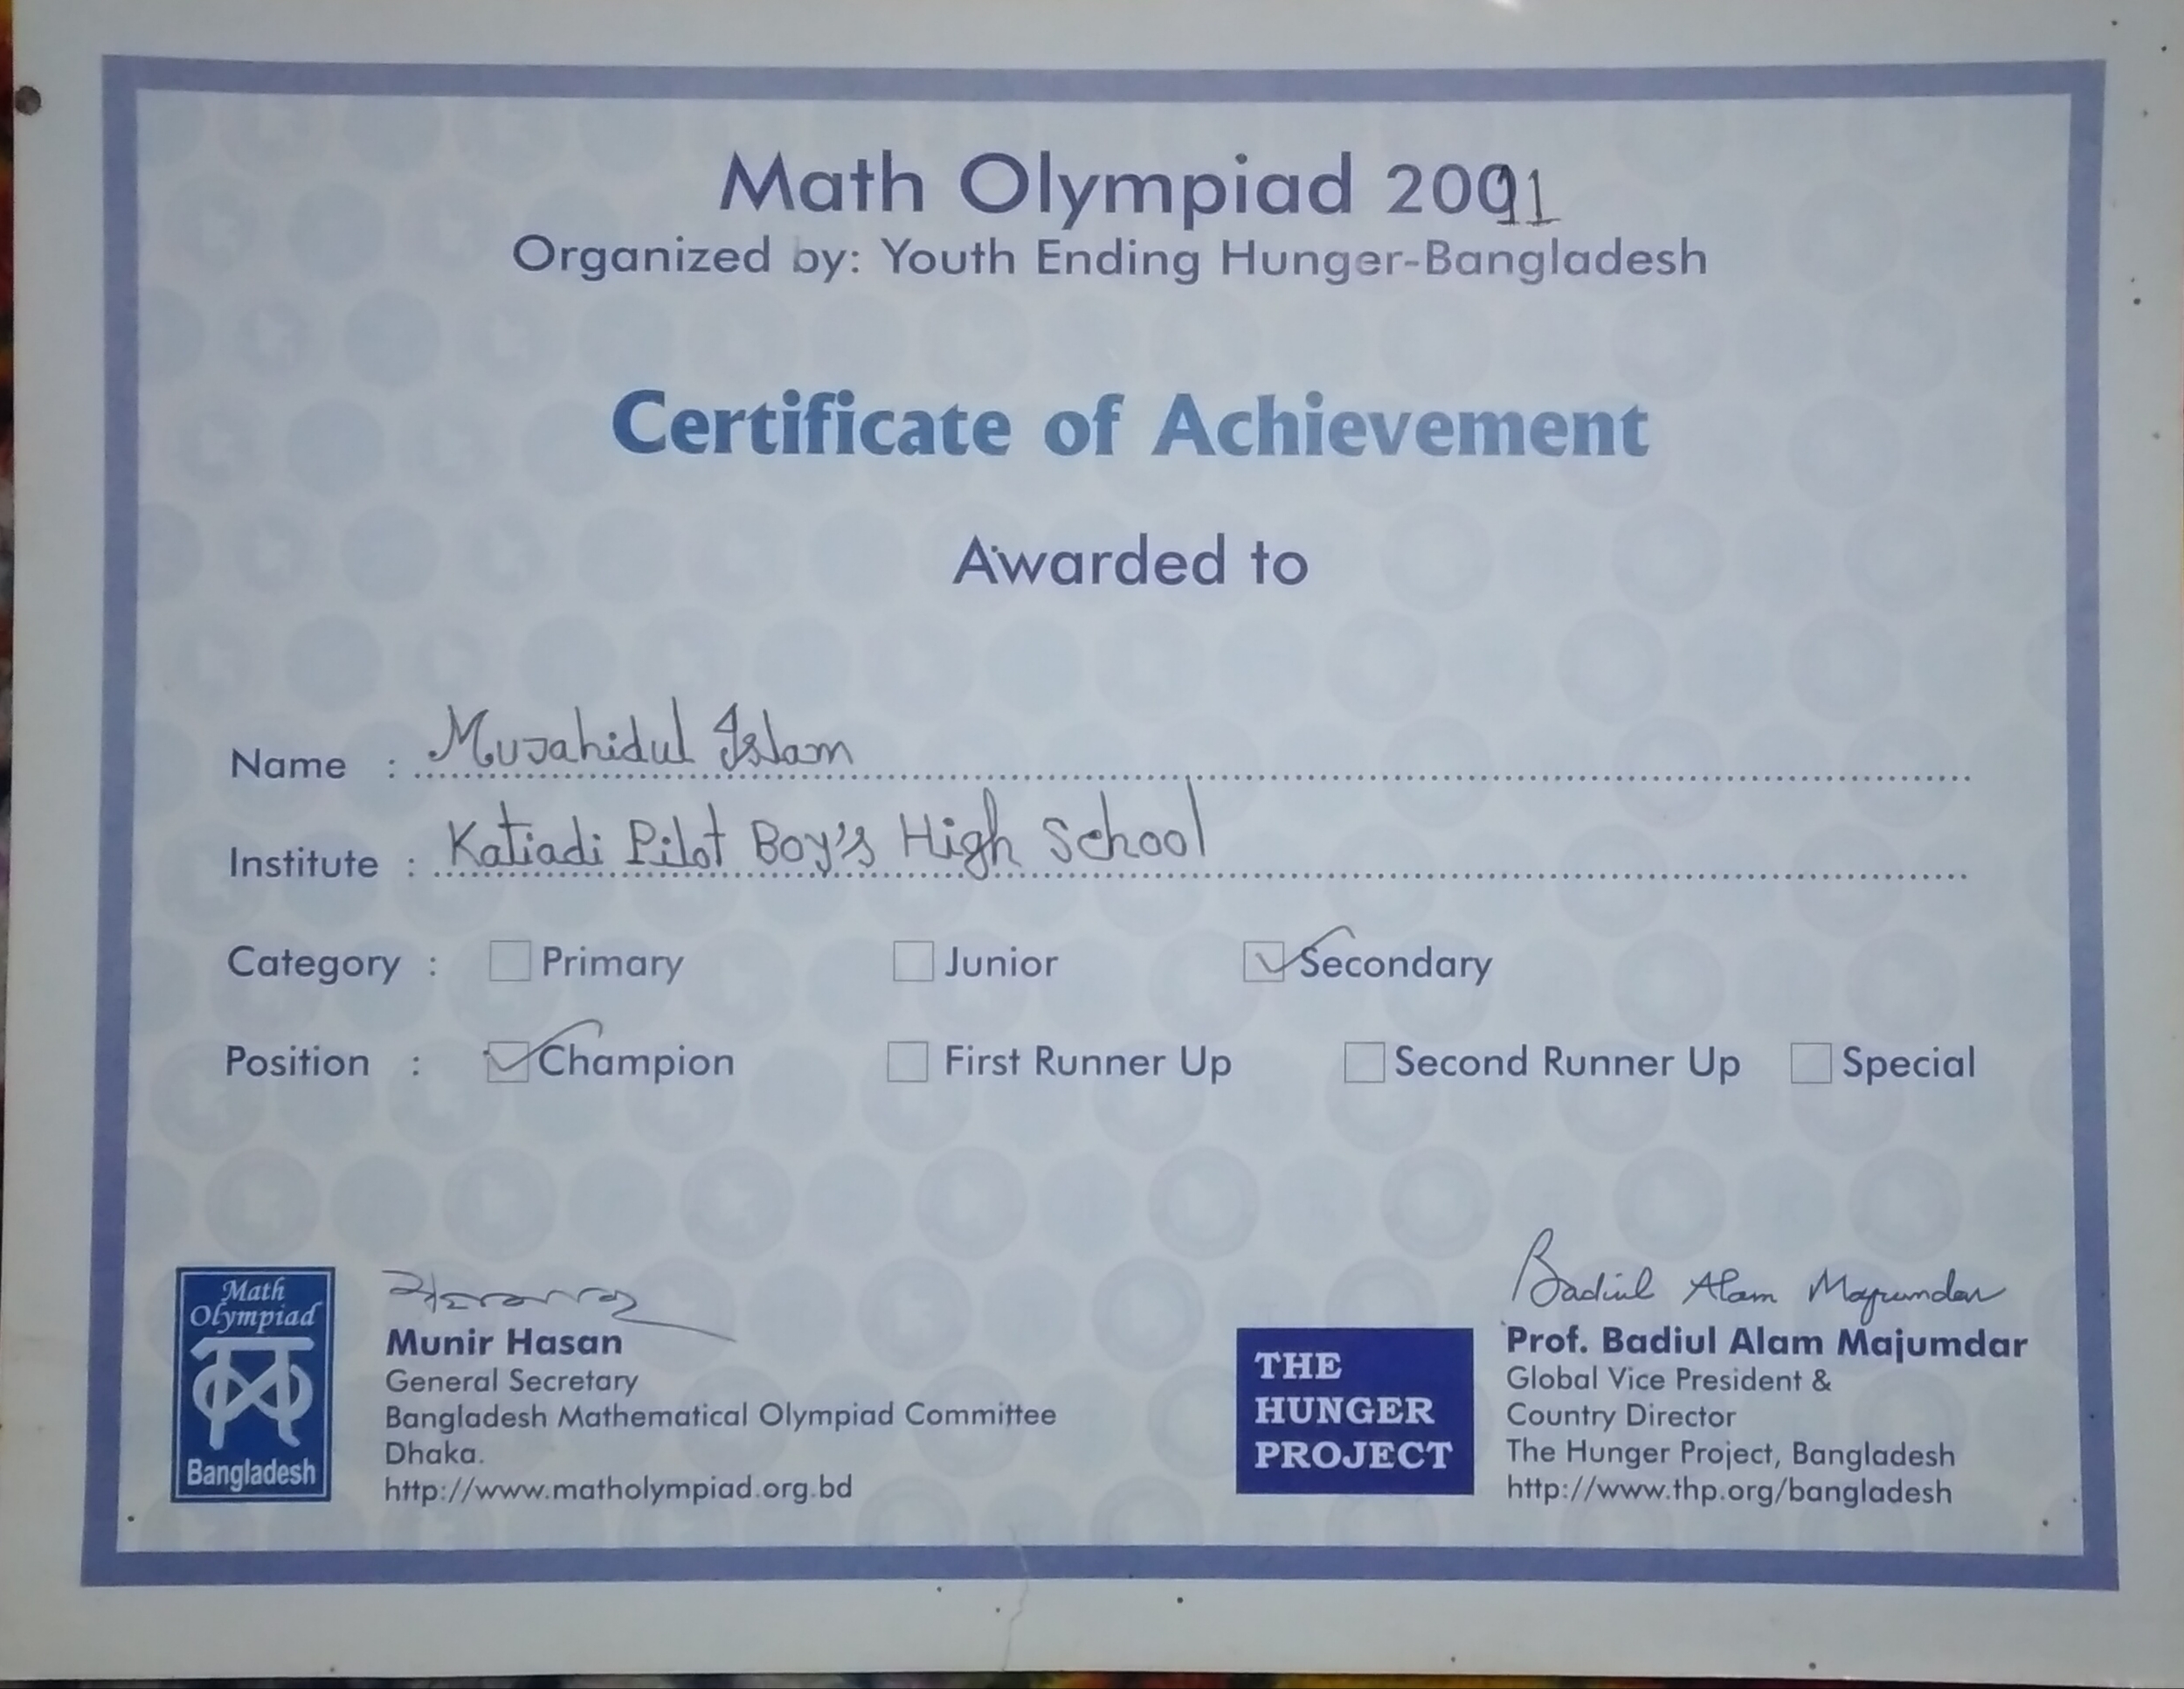 Math Olympiad 2011
Organized by: Youth Ending Hunger-Bangladesh
Certificate of Achievement
Awarded to
Name : Mujahidul Islam
Institute : Katiadi Pilot Boy's High School
Category : Primary Junior Secondary
Position : Champion First Runner Up Second Runner Up Special
Math
Olympiad
Bangladesh
Munir Hasan
General Secretary
Bangladesh Mathematical Olympiad Committee
Dhaka.
http://www.matholympiad.org.bd
THE
HUNGER
PROJECT
Badiul Alam Majumdar
Prof. Badiul Alam Majumdar
Global Vice President &
Country Director
The Hunger Project, Bangladesh
http://www.thp.org/bangladesh